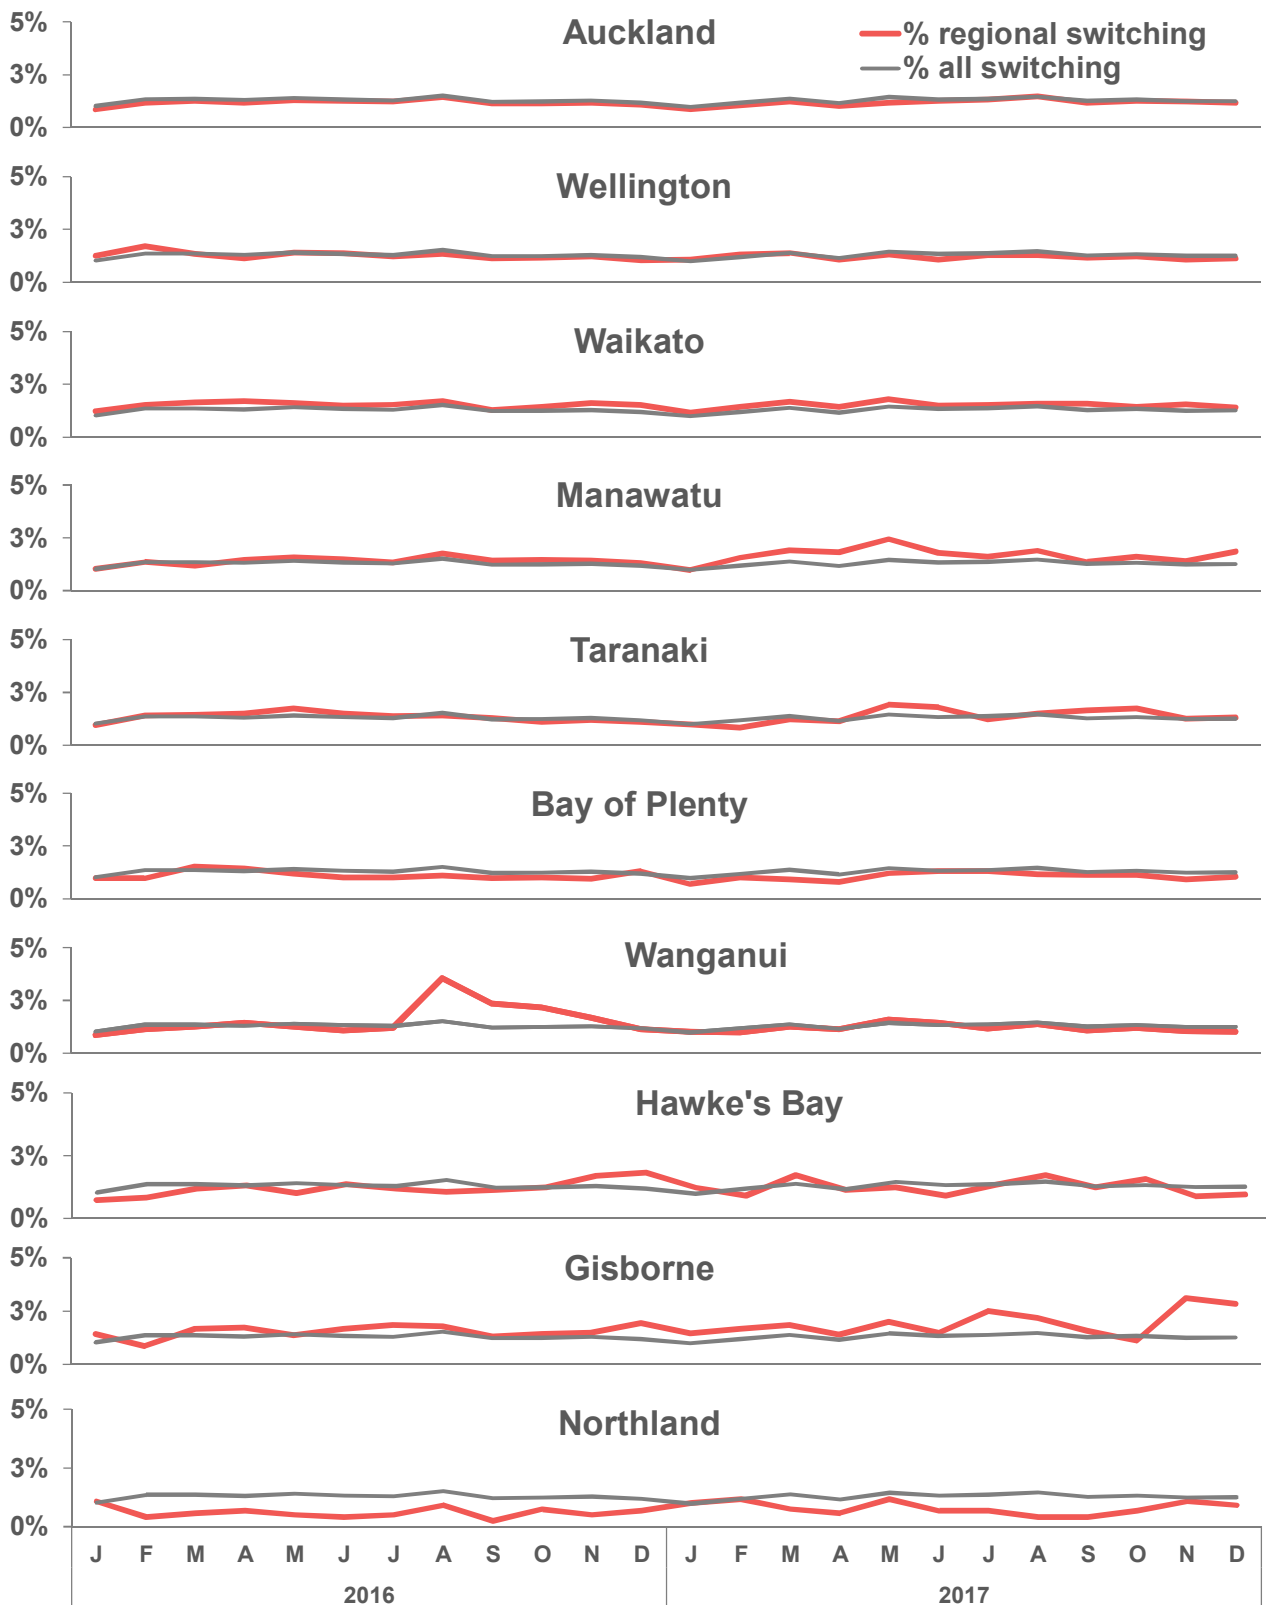 5%
Auckland
% regional switching
3%
% all switching
0%
5%
Wellington
3%
0%
5%
Waikato
3%
0%
5%
Manawatu
3%
0%
5%
Taranaki
3%
0%
5%
Bay of Plenty
3%
0%
5%
Wanganui
3%
0%
5%
Hawke's Bay
3%
0%
5%
Gisborne
3%
0%
5%
Northland
3%
0%
J F M A M J J A S O N D J F M A M J J A S O N D
2016 2017